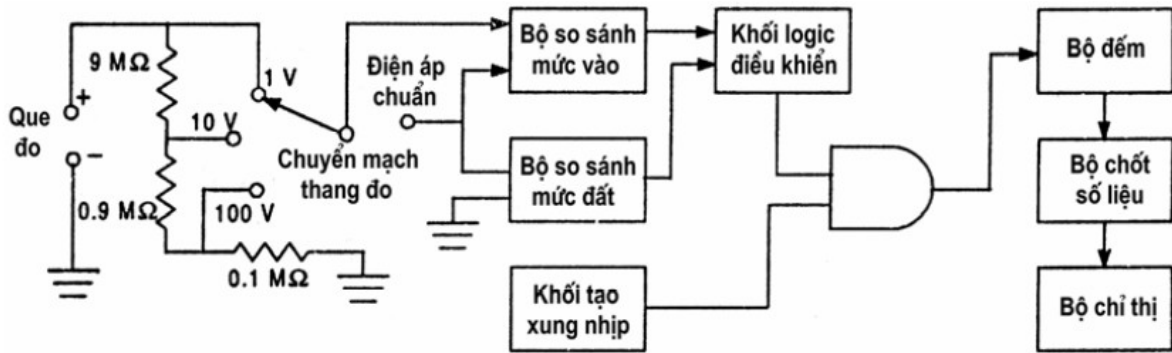 Que
đo
+
−
9 MΩ
0.9 MΩ
0.1 MΩ
1 V
10 V
100 V
Chuyển mạch
thang đo
Điện áp
chuẩn
Bộ so sánh
mức vào
Bộ so sánh
mức đất
Khối tạo
xung nhịp
Khối logic
điều khiển
Bộ đếm
Bộ chốt
số liệu
Bộ chỉ thị